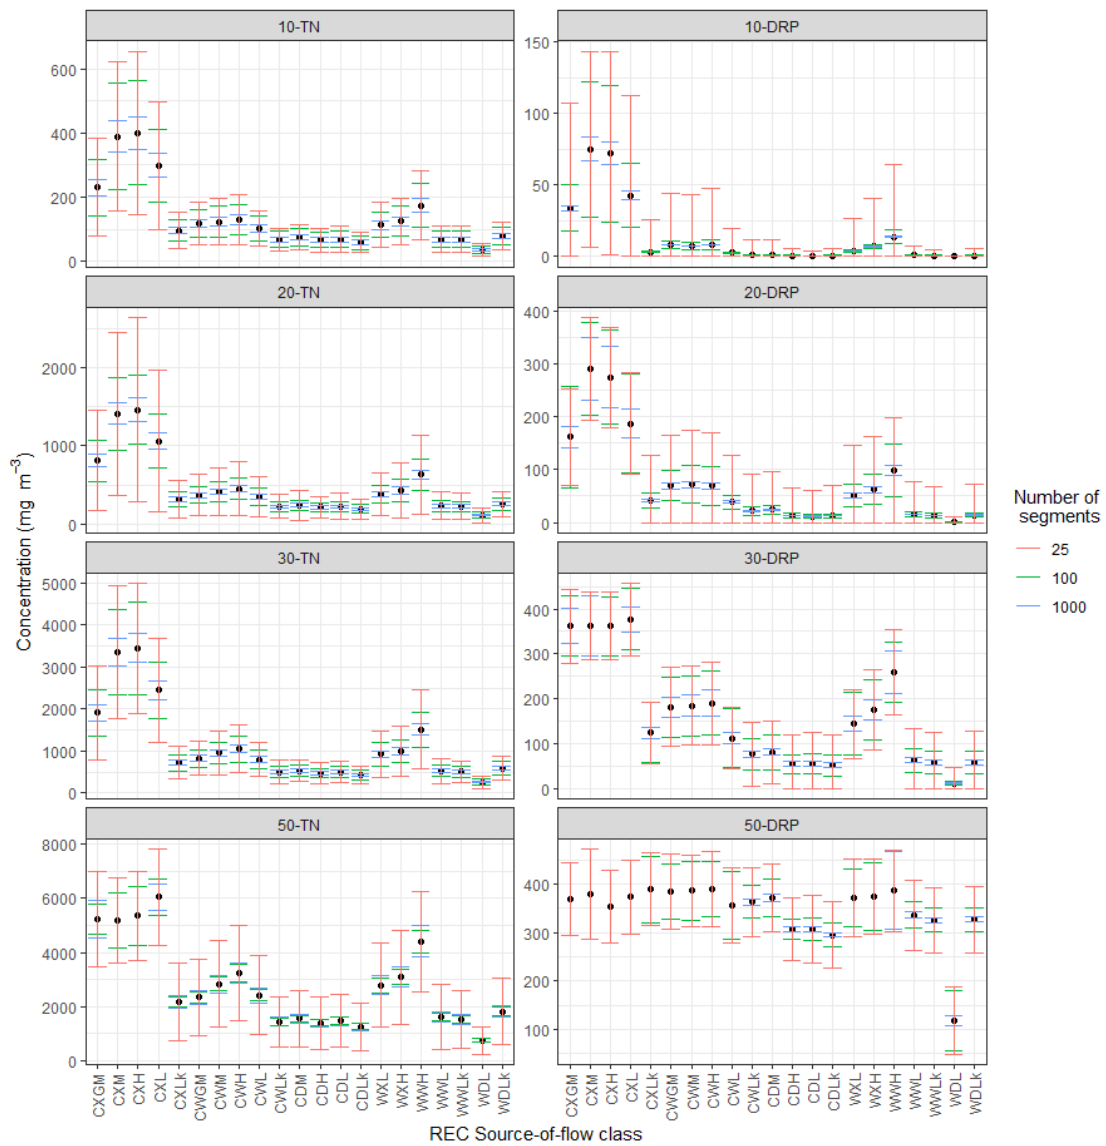 10-TN
10-DRP
600
400
200
0
150
100
50
0
20-TN
20-DRP
2000
1000
0
400
300
200
100
0
30-TN
30-DRP
5000
4000
3000
2000
1000
0
400
300
200
100
0
50-TN
50-DRP
8000
6000
4000
2000
0
400
300
200
100
Concentration (mg m⁻³)
CXGM CXM CXH CXL CXLk CWGM CWM CWH CWL CWLk CDM CDH CDL CDLk WXL WXH WWH WWL WWLk WDL WDLk
CXGM CXM CXH CXL CXLk CWGM CWM CWH CWL CWLk CDM CDH CDL CDLk WXL WXH WWH WWL WWLk WDL WDLk
REC Source-of-flow class
Number of
segments
25
100
1000